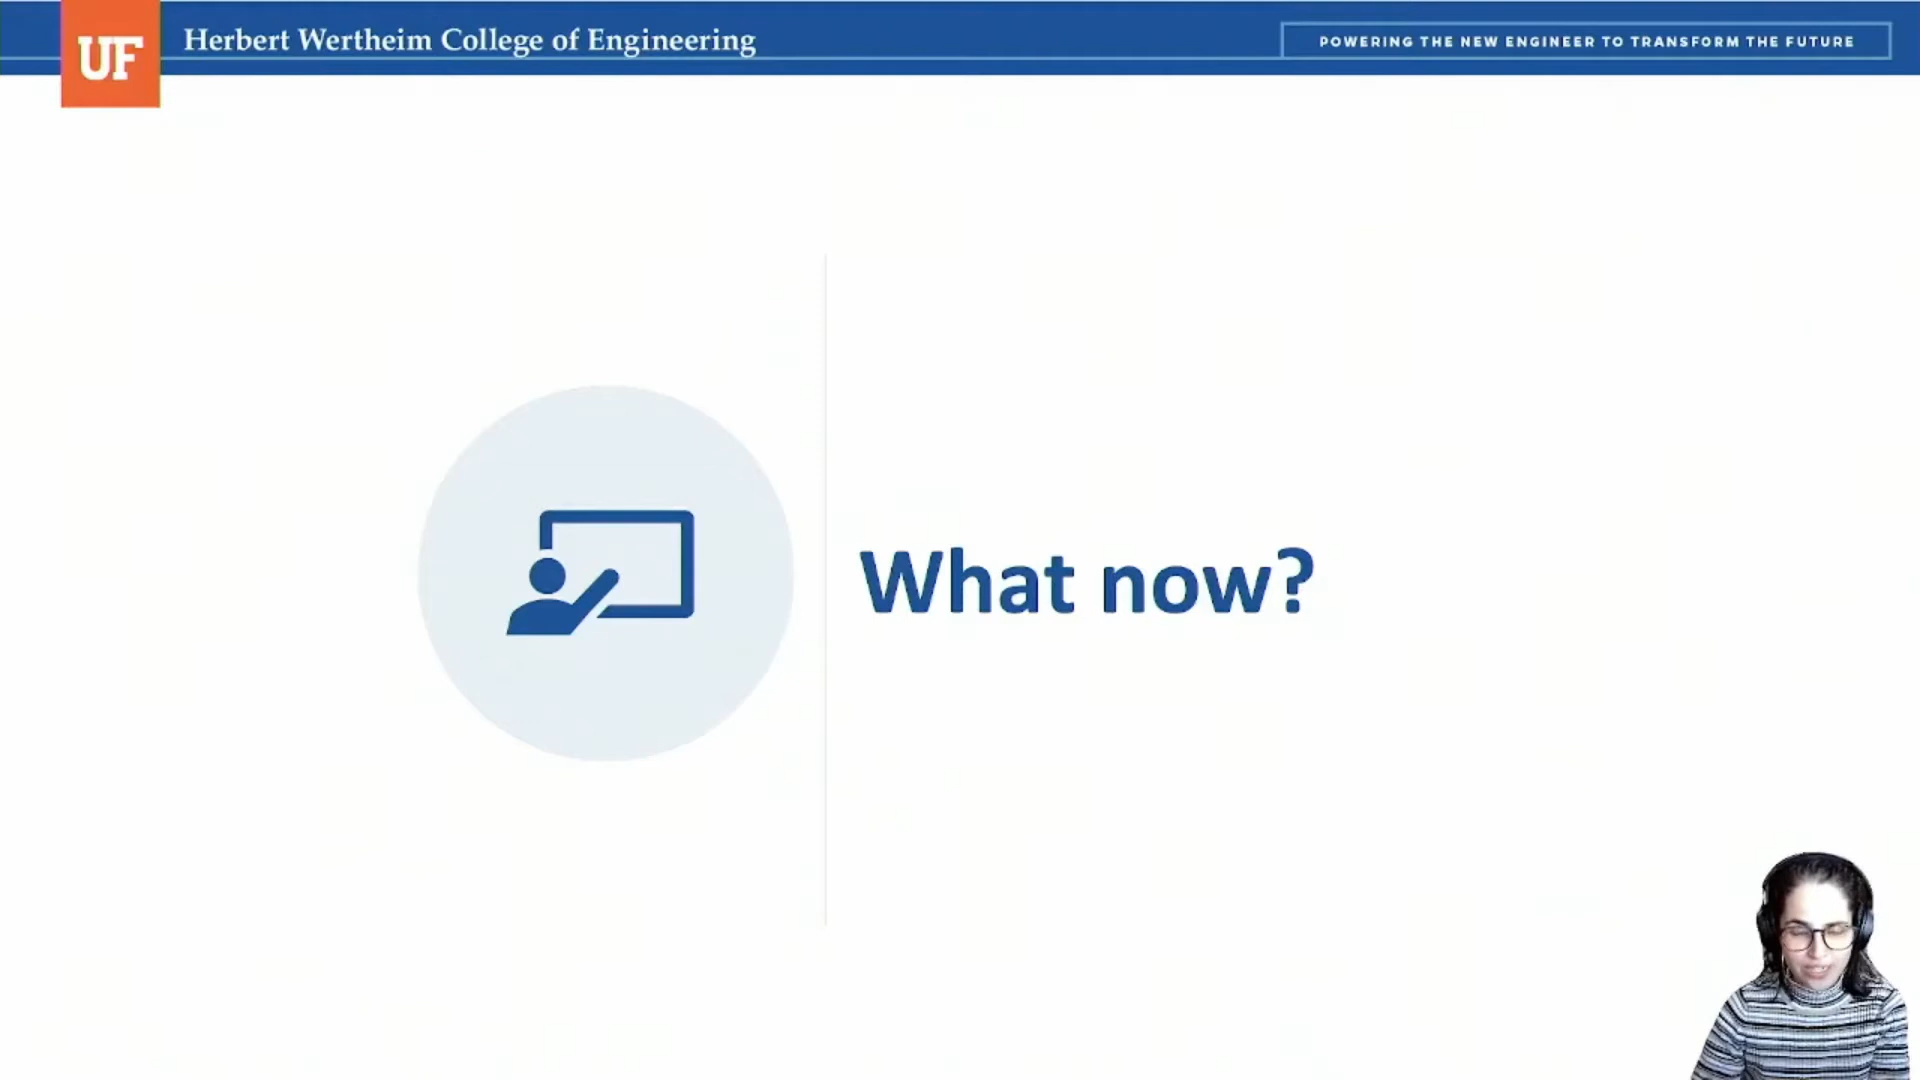 UF
Herbert Wertheim College of Engineering
POWERING THE NEW ENGINEER TO TRANSFORM THE FUTURE
What now?